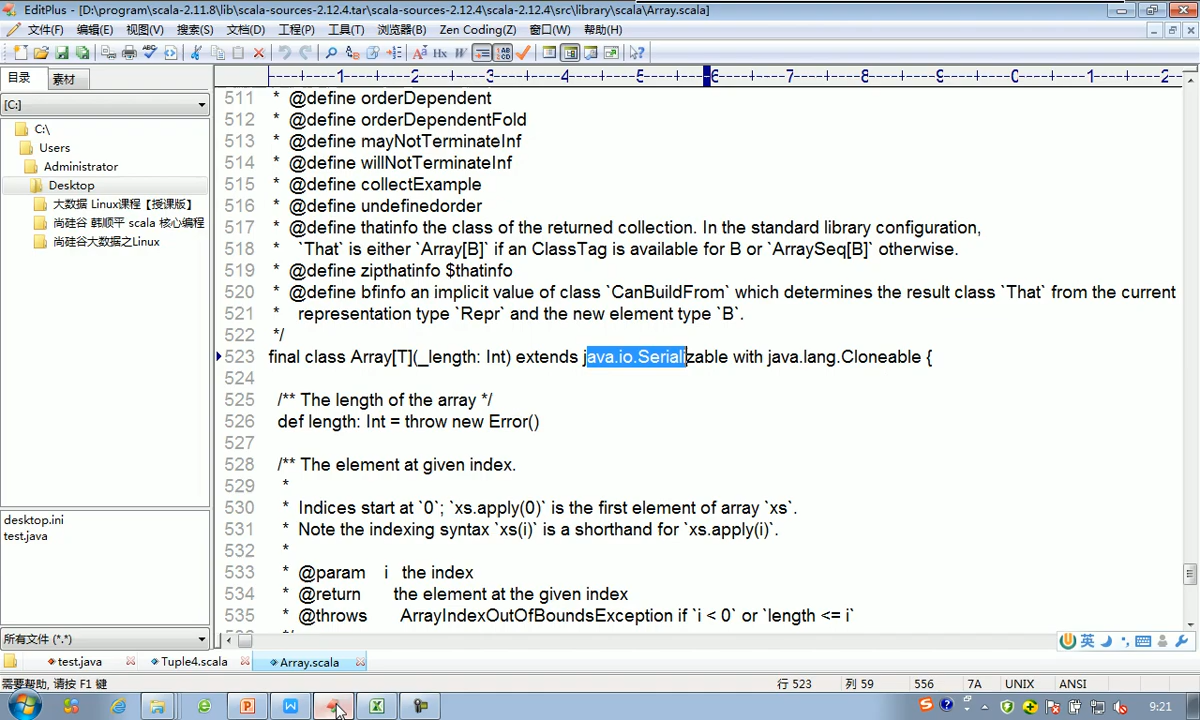 EditPlus - [D:\program\scala-2.11.8\lib\scala-sources-2.12.4.tar\scala-sources-2.12.4\scala-2.12.4\src\library\scala\Array.scala]
文件(F) 编辑(E) 视图(V) 搜索(S) 文档(D) 工程(P) 工具(T) 浏览器(B) Zen Coding(Z) 窗口(W) 帮助(H)
目录 素材
[C:]
C:\
Users
Administrator
Desktop
大数据 Linux课程【授课版】
尚硅谷 韩顺平 scala 核心编程
尚硅谷大数据之Linux
desktop.ini
test.java
所有文件 (*.*)
1 2 3 4 5 6 7 8 9 0 1 2
511 * @define orderDependent
512 * @define orderDependentFold
513 * @define mayNotTerminateInf
514 * @define willNotTerminateInf
515 * @define collectExample
516 * @define undefinedorder
517 * @define thatinfo the class of the returned collection. In the standard library configuration,
518 * `That` is either `Array[B]` if an ClassTag is available for B or `ArraySeq[B]` otherwise.
519 * @define zipthatinfo $thatinfo
520 * @define bfinfo an implicit value of class `CanBuildFrom` which determines the result class `That` from the current
521 * representation type `Repr` and the new element type `B`.
522 */
523 final class Array[T](_length: Int) extends java.io.Serializable with java.lang.Cloneable {
524
525 /** The length of the array */
526 def length: Int = throw new Error()
527
528 /** The element at given index.
529 *
530 * Indices start at `0`; `xs.apply(0)` is the first element of array `xs`.
531 * Note the indexing syntax `xs(i)` is a shorthand for `xs.apply(i)`.
532 *
533 * @param i the index
534 * @return the element at the given index
535 * @throws ArrayIndexOutOfBoundsException if `i < 0` or `length <= i`
英
test.java Tuple4.scala Array.scala
需要帮助, 请按 F1 键 行 523 列 59 556 7A UNIX ANSI
9:21